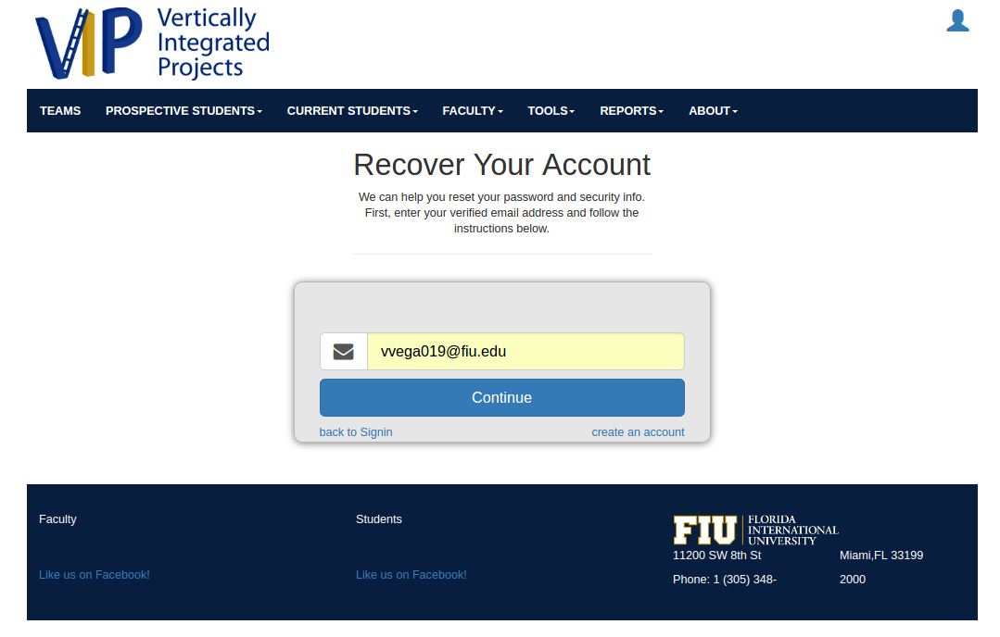 VIP Vertically
Integrated
Projects
TEAMS PROSPECTIVE STUDENTS CURRENT STUDENTS FACULTY TOOLS REPORTS ABOUT
Recover Your Account
We can help you reset your password and security info.
First, enter your verified email address and follow the
instructions below.
vvega019@fiu.edu
Continue
back to Signin create an account
Faculty Students
FIU FLORIDA
INTERNATIONAL
UNIVERSITY
11200 SW 8th St Miami,FL 33199
Like us on Facebook! Like us on Facebook!
Phone: 1 (305) 348- 2000